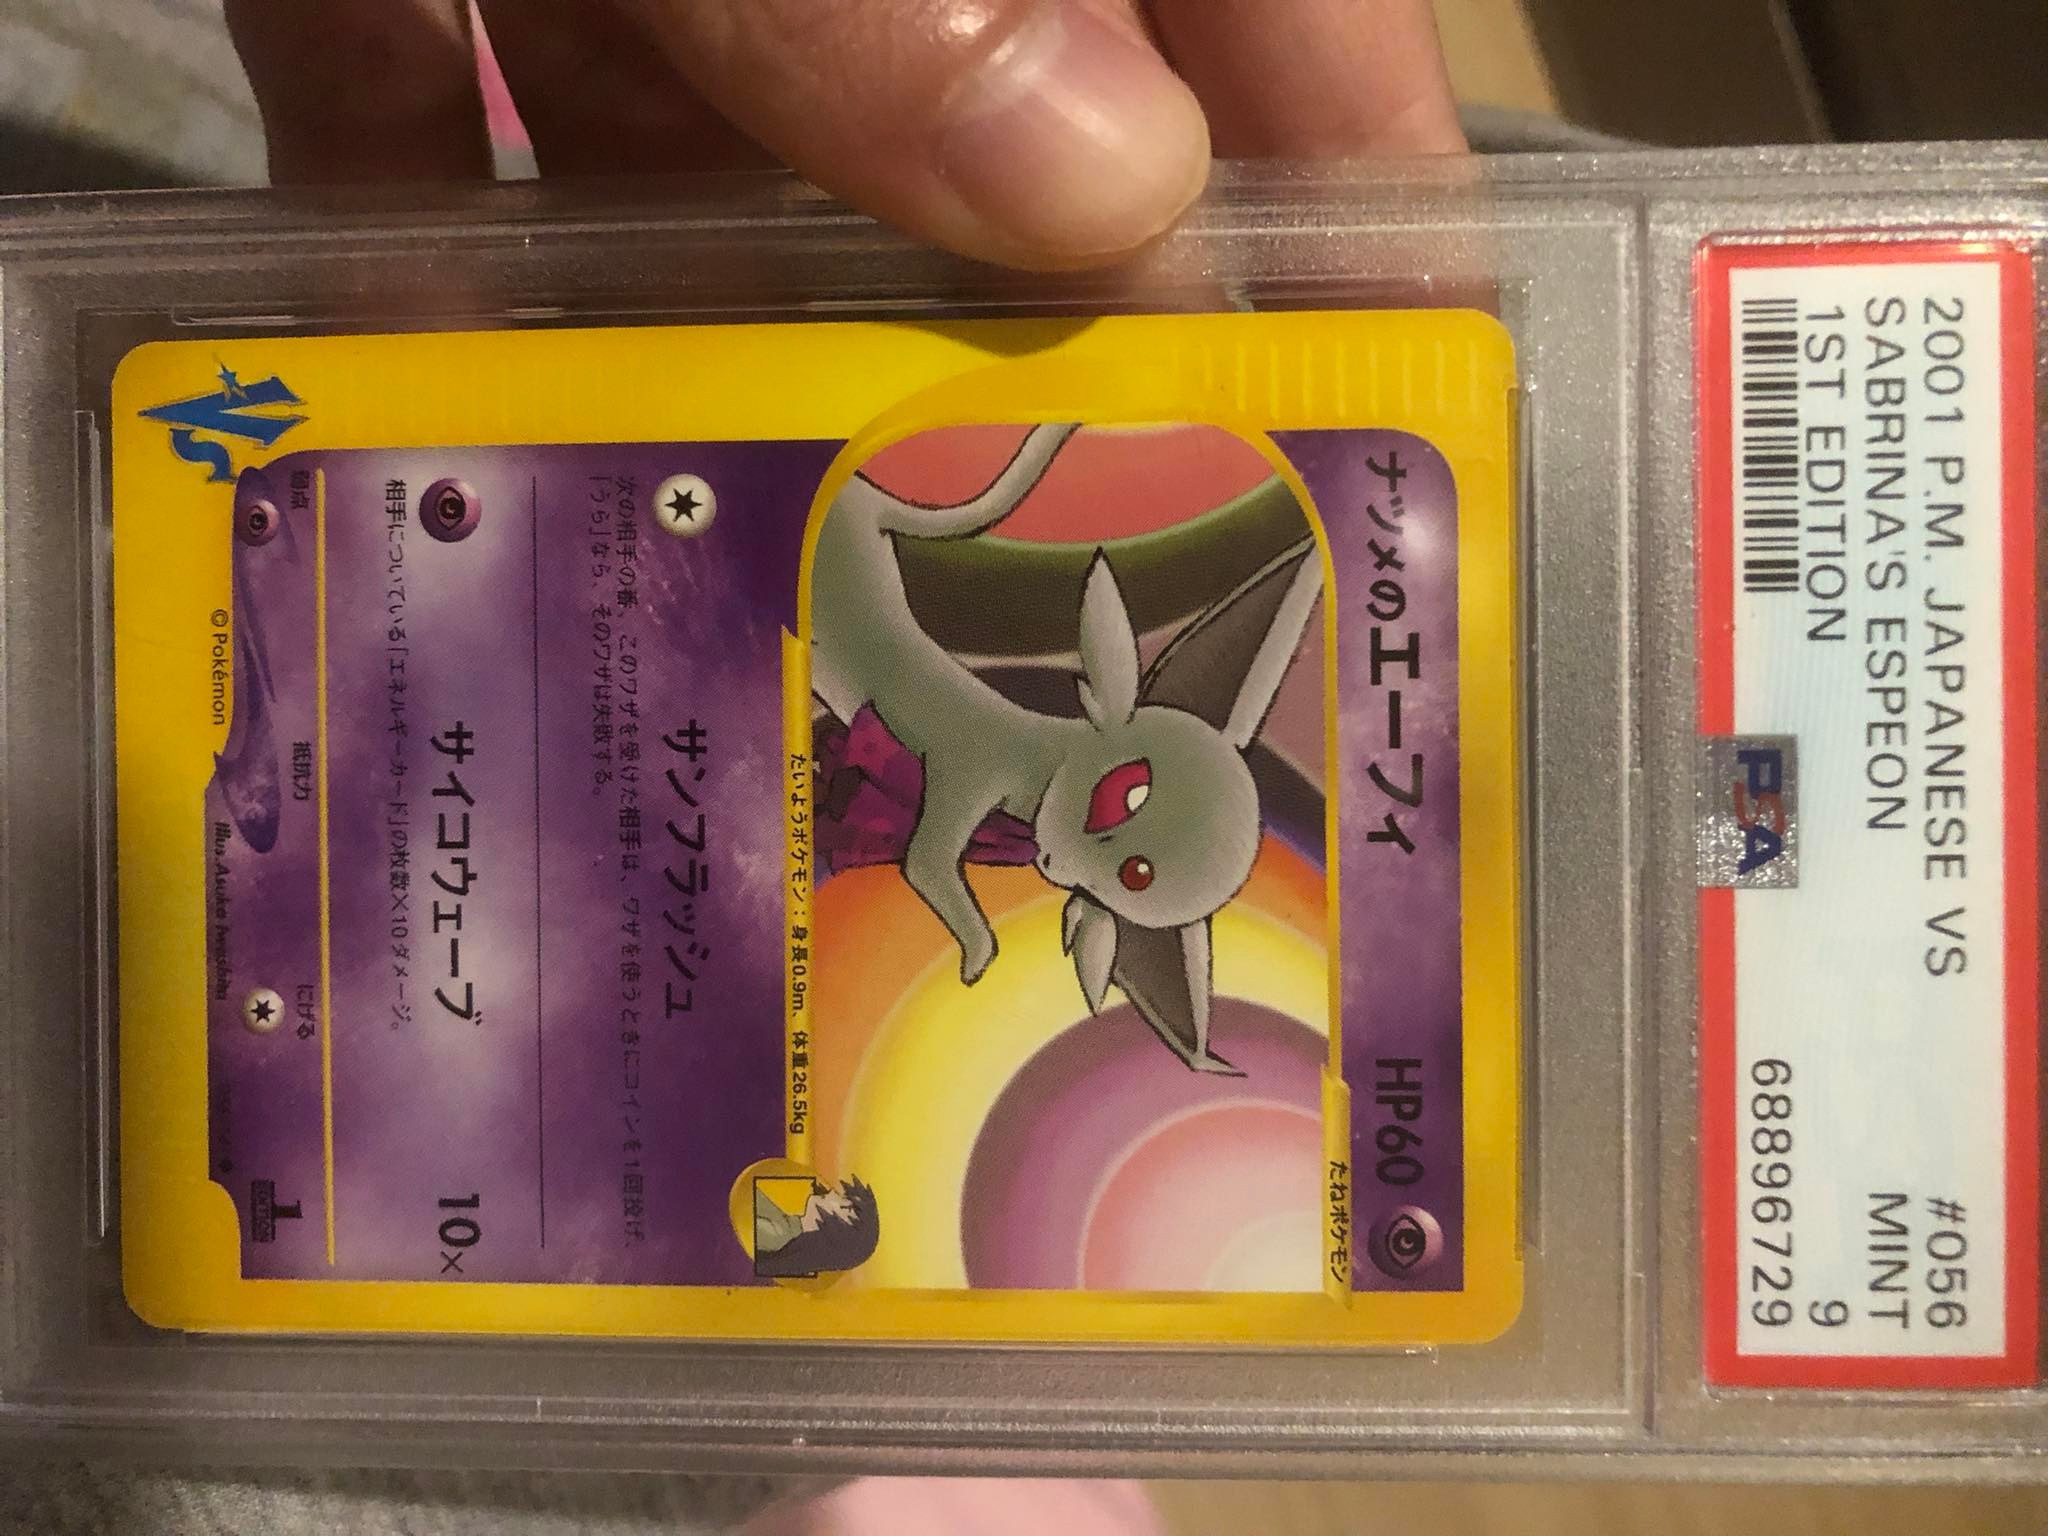 2001 P.M. JAPANESE VS #056
SABRINA'S ESPEON MINT
1ST EDITION 9
PSA 68896729
ナツメのエーフィ HP60
たねポケモン
たいようポケモン：身長0.9m、体重26.5kg
サンフラッシュ
次の相手の番、このワザを受けた相手は、ワザを使うときにコインを1回投げ、
「うら」なら、そのワザは失敗する。
サイコウェーブ 10×
相手についている「エネルギーカード」の枚数×10ダメージ。
弱点 抵抗力 にげる
1 EDITION
VS
©Pokémon Illus.Asuka Iwashita